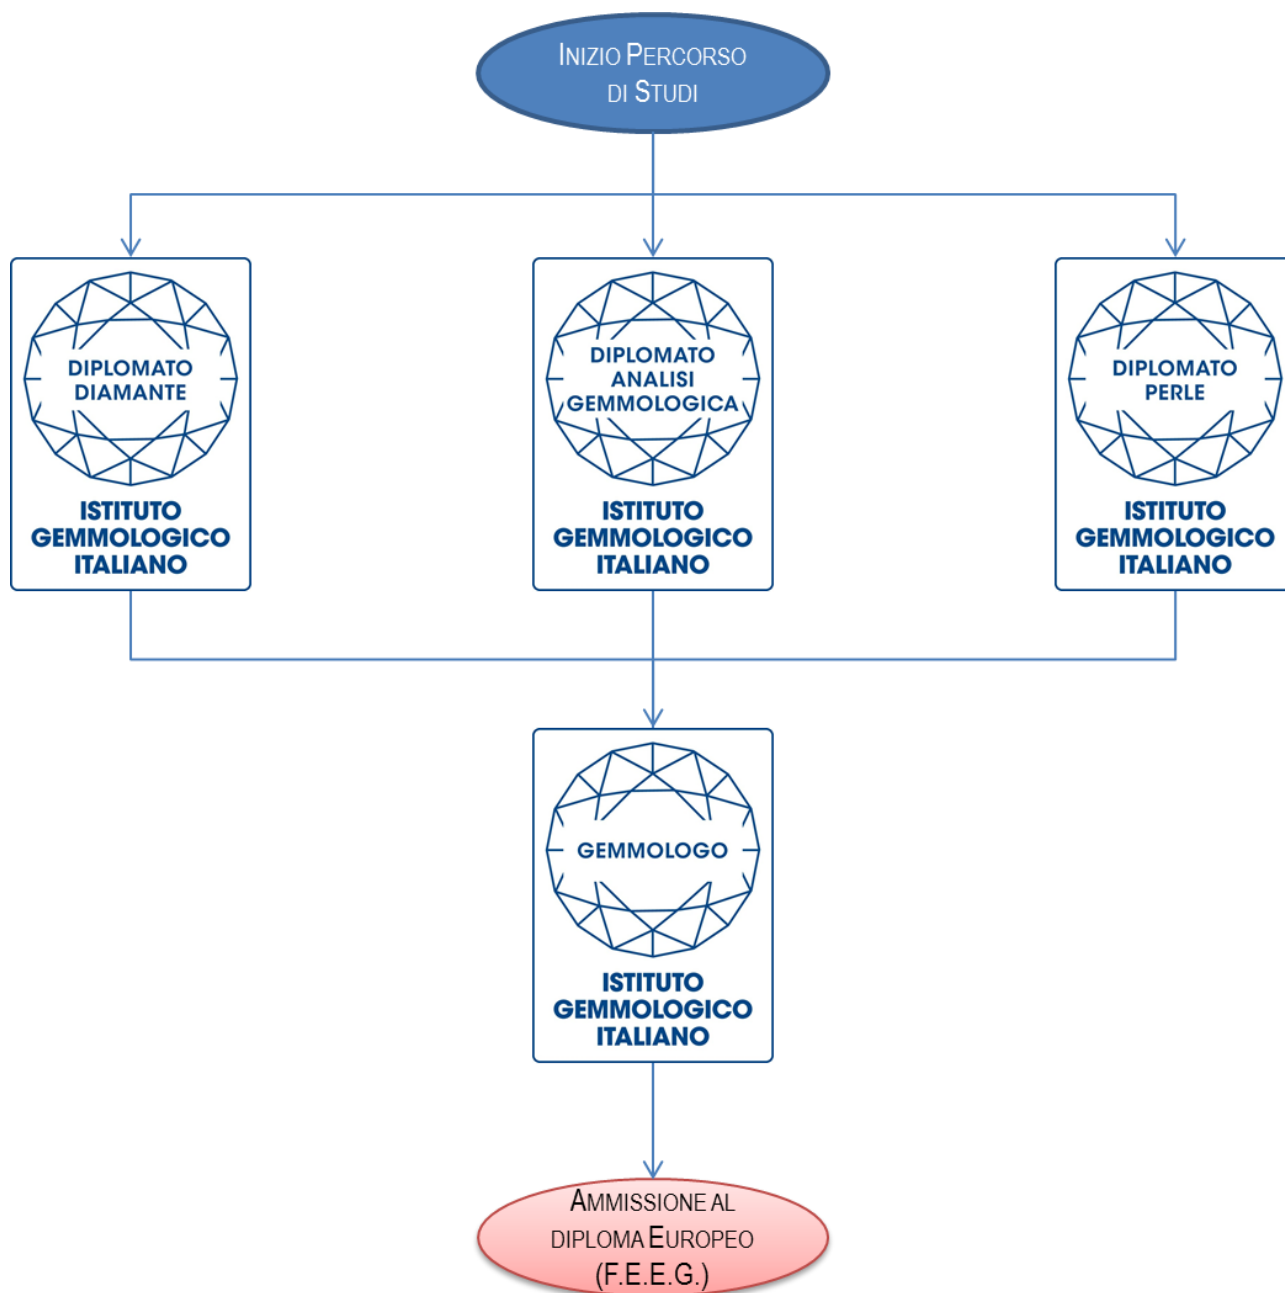 INIZIO PERCORSO
DI STUDI
DIPLOMATO
DIAMANTE
ISTITUTO
GEMMOLOGICO
ITALIANO
DIPLOMATO
ANALISI
GEMMOLOGICA
ISTITUTO
GEMMOLOGICO
ITALIANO
DIPLOMATO
PERLE
ISTITUTO
GEMMOLOGICO
ITALIANO
GEMMOLOGO
ISTITUTO
GEMMOLOGICO
ITALIANO
AMMISSIONE AL
DIPLOMA EUROPEO
(F.E.E.G.)